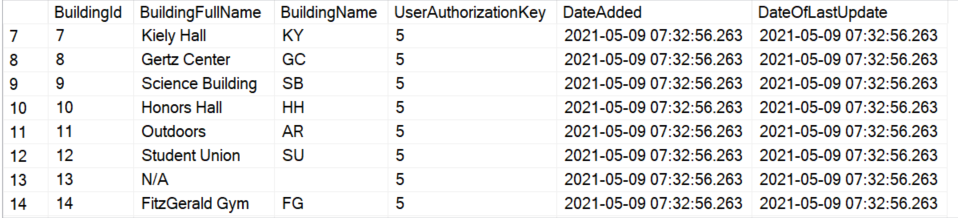 BuildingId BuildingFullName BuildingName UserAuthorizationKey DateAdded DateOfLastUpdate
7 7 Kiely Hall KY 5 2021-05-09 07:32:56.263 2021-05-09 07:32:56.263
8 8 Gertz Center GC 5 2021-05-09 07:32:56.263 2021-05-09 07:32:56.263
9 9 Science Building SB 5 2021-05-09 07:32:56.263 2021-05-09 07:32:56.263
10 10 Honors Hall HH 5 2021-05-09 07:32:56.263 2021-05-09 07:32:56.263
11 11 Outdoors AR 5 2021-05-09 07:32:56.263 2021-05-09 07:32:56.263
12 12 Student Union SU 5 2021-05-09 07:32:56.263 2021-05-09 07:32:56.263
13 13 N/A 5 2021-05-09 07:32:56.263 2021-05-09 07:32:56.263
14 14 FitzGerald Gym FG 5 2021-05-09 07:32:56.263 2021-05-09 07:32:56.263